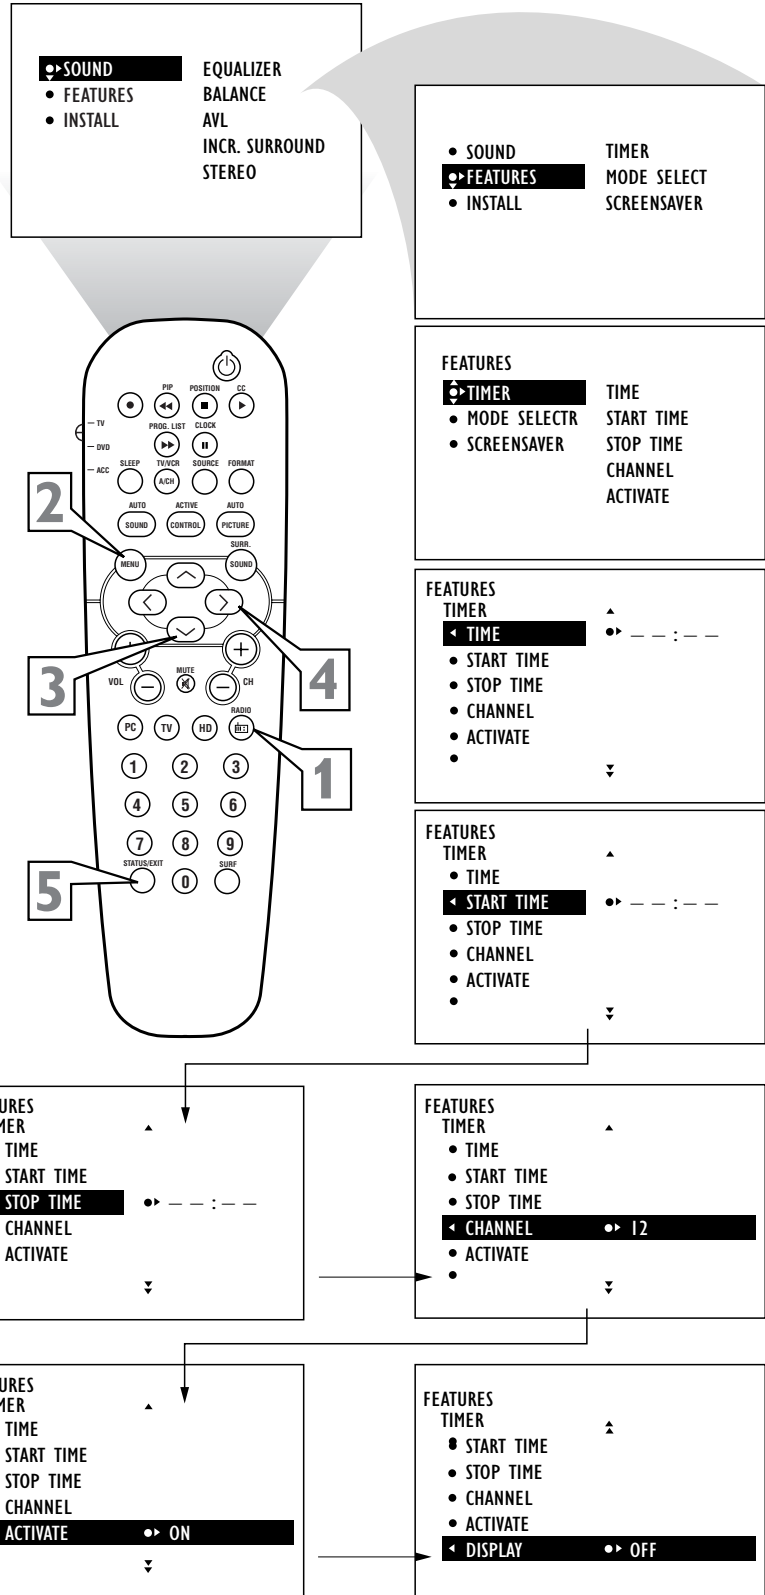 SOUND EQUALIZER
FEATURES BALANCE
INSTALL AVL
INCR. SURROUND
STEREO
SOUND TIMER
FEATURES MODE SELECT
INSTALL SCREENSAVER
FEATURES
TIMER TIME
MODE SELECTR START TIME
SCREENSAVER STOP TIME
CHANNEL
ACTIVATE
PIP POSITION CC
TV
PROG. LIST CLOCK
DVD
ACC
SLEEP TV/VCR SOURCE FORMAT
A/CH
AUTO ACTIVE AUTO
SOUND CONTROL PICTURE
SURR.
MENU SOUND
2
3
4
+ +
VOL – MUTE – CH
RADIO
PC TV HD
1
1 2 3
4 5 6
7 8 9
STATUS/EXIT SURF
0
5
FEATURES
TIMER
TIME – – : – –
START TIME
STOP TIME
CHANNEL
ACTIVATE
FEATURES
TIMER
TIME
START TIME – – : – –
STOP TIME
CHANNEL
ACTIVATE
URES
MER
TIME
START TIME
STOP TIME – – : – –
CHANNEL
ACTIVATE
FEATURES
TIMER
TIME
START TIME
STOP TIME
CHANNEL 12
ACTIVATE
URES
MER
TIME
START TIME
STOP TIME
CHANNEL
ACTIVATE ON
FEATURES
TIMER
START TIME
STOP TIME
CHANNEL
ACTIVATE
DISPLAY OFF